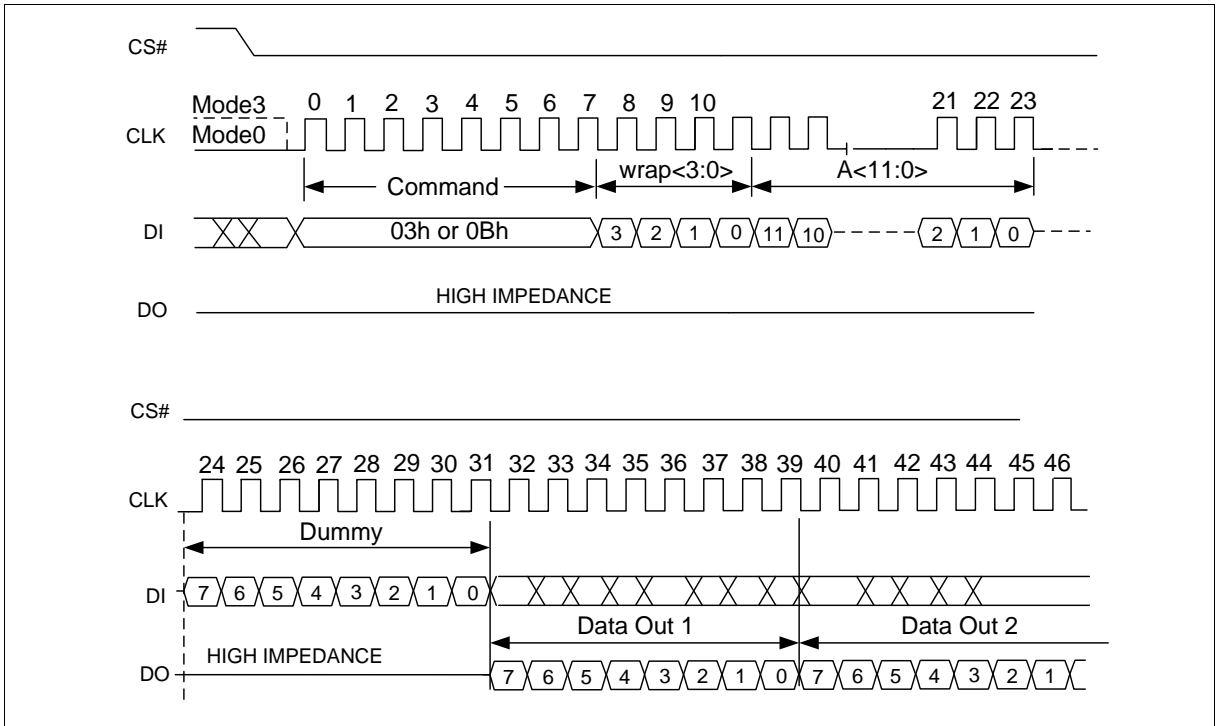 CS#
Mode3 0 1 2 3 4 5 6 7 8 9 10 21 22 23
CLK Mode0
Command wrap<3:0> A<11:0>
DI 03h or 0Bh 3 2 1 0 11 10 2 1 0
HIGH IMPEDANCE
DO
CS#
24 25 26 27 28 29 30 31 32 33 34 35 36 37 38 39 40 41 42 43 44 45 46
CLK
Dummy
DI 7 6 5 4 3 2 1 0
Data Out 1 Data Out 2
HIGH IMPEDANCE
DO 7 6 5 4 3 2 1 0 7 6 5 4 3 2 1